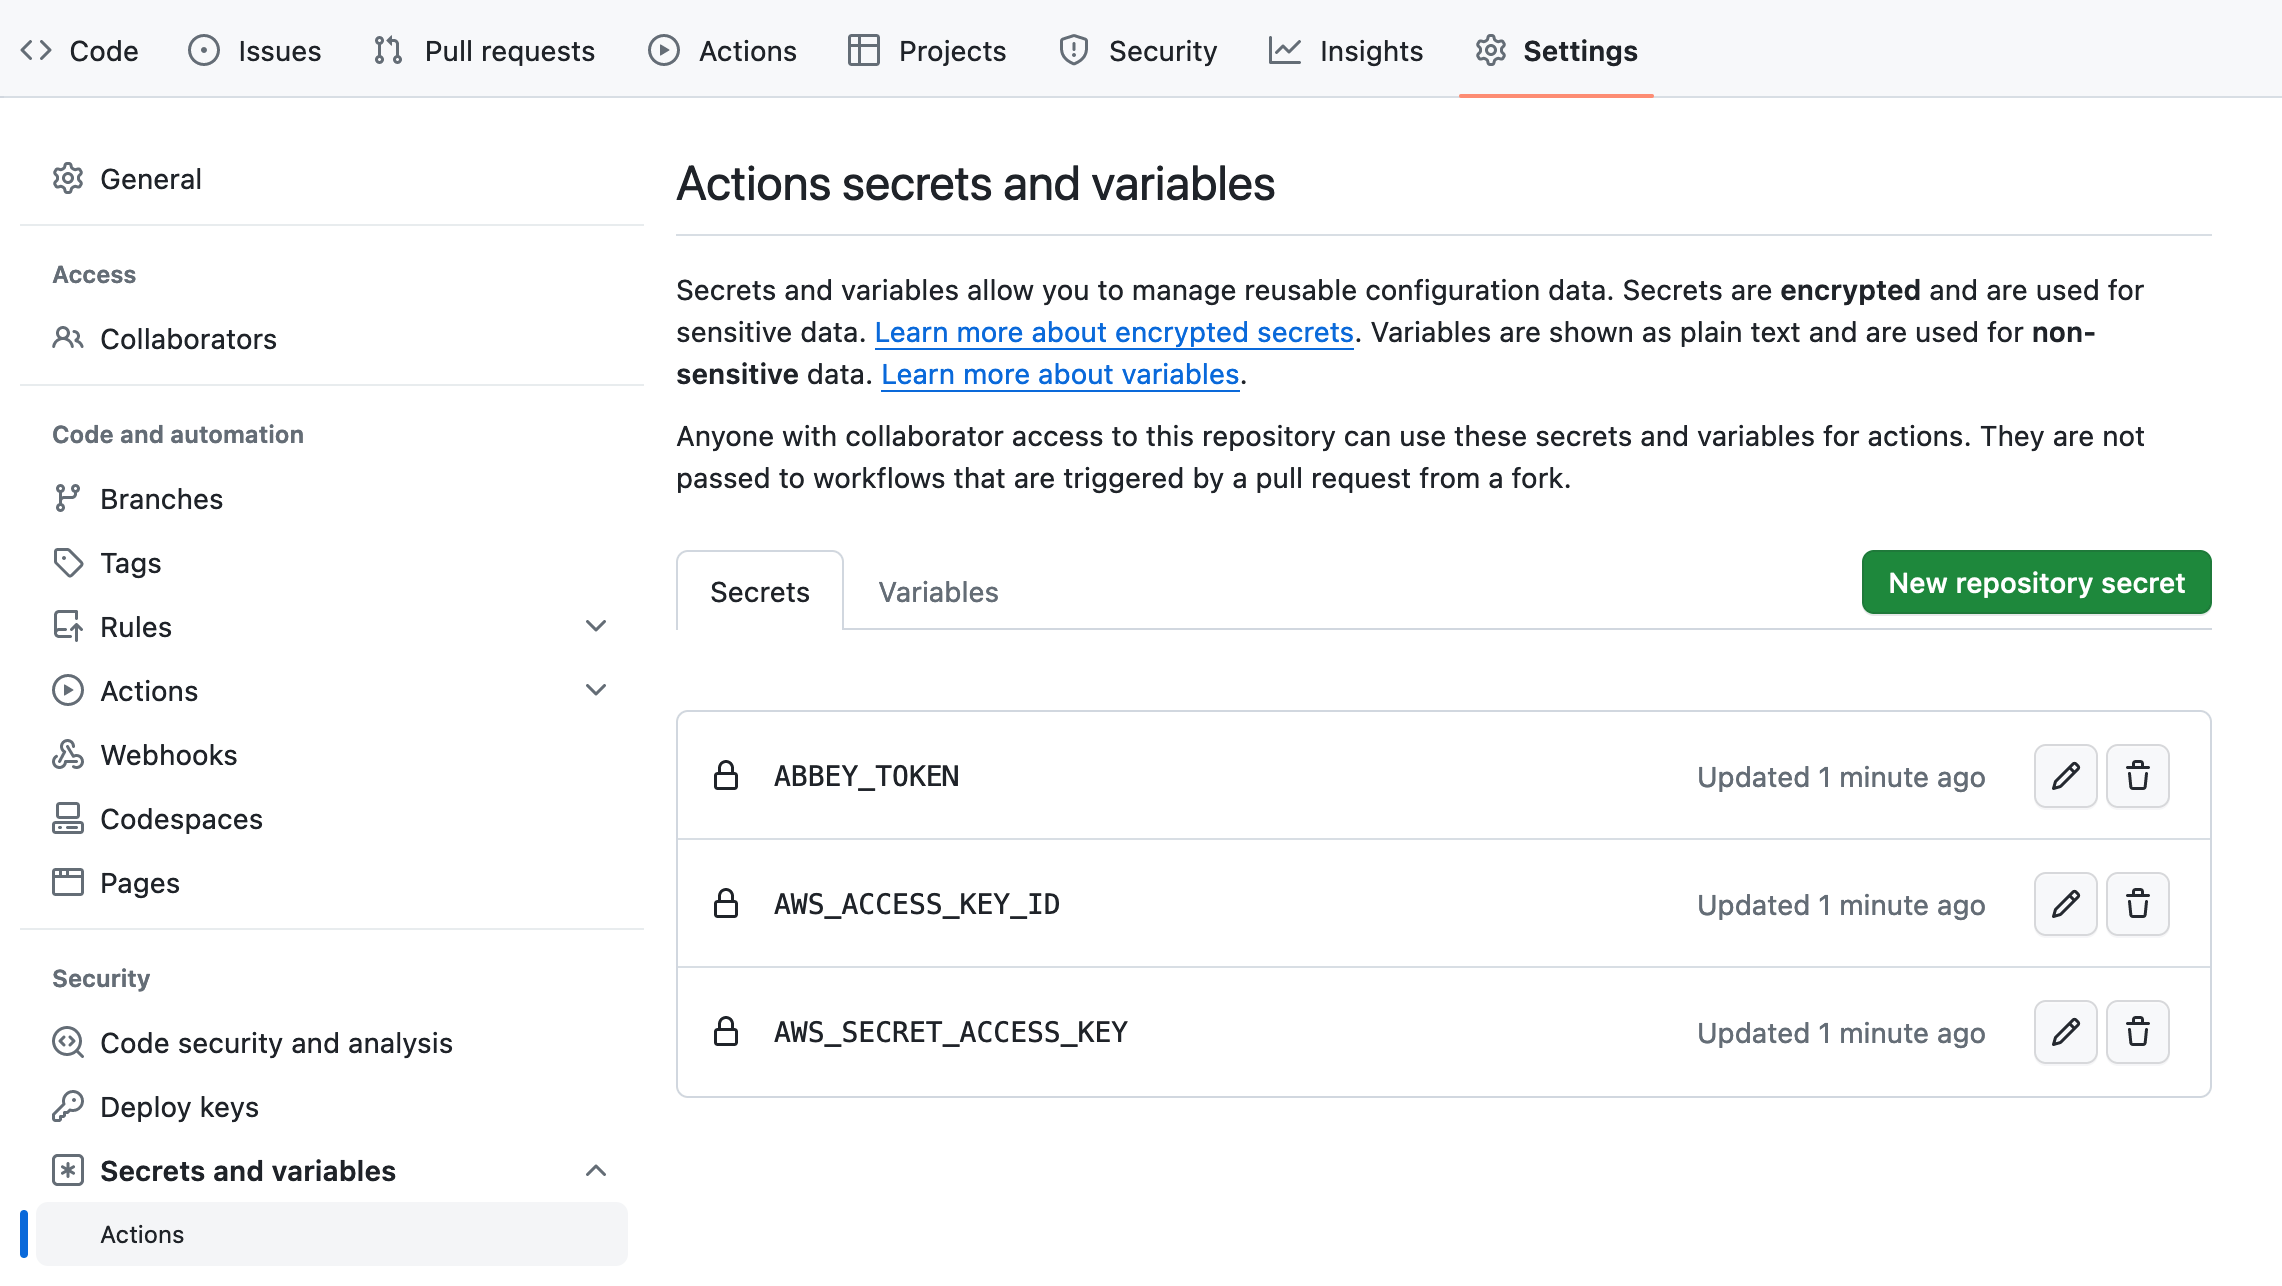 Code Issues Pull requests Actions Projects Security Insights Settings
General
Access
Collaborators
Code and automation
Branches
Tags
Rules
Actions
Webhooks
Codespaces
Pages
Security
Code security and analysis
Deploy keys
Secrets and variables
Actions
Actions secrets and variables
Secrets and variables allow you to manage reusable configuration data. Secrets are encrypted and are used for
sensitive data. Learn more about encrypted secrets. Variables are shown as plain text and are used for non-
sensitive data. Learn more about variables.
Anyone with collaborator access to this repository can use these secrets and variables for actions. They are not
passed to workflows that are triggered by a pull request from a fork.
Secrets Variables New repository secret
ABBEY_TOKEN Updated 1 minute ago
AWS_ACCESS_KEY_ID Updated 1 minute ago
AWS_SECRET_ACCESS_KEY Updated 1 minute ago